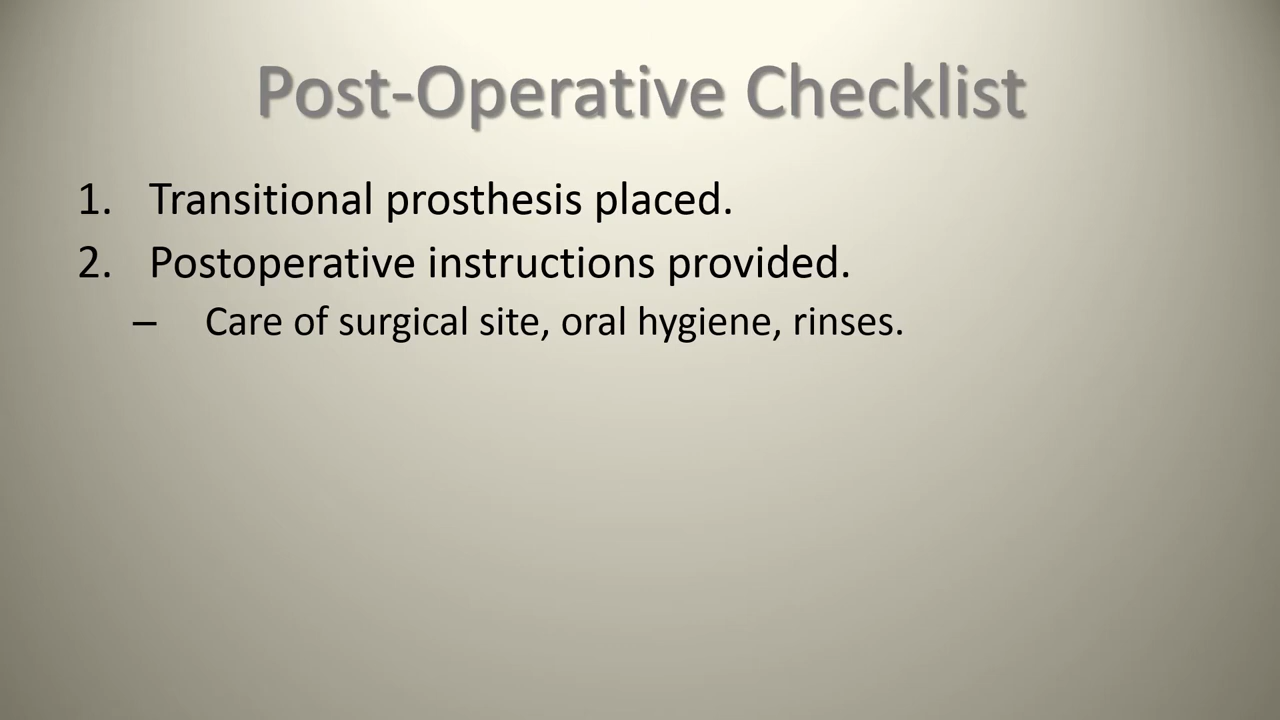 Post-Operative Checklist
1. Transitional prosthesis placed.
2. Postoperative instructions provided.
– Care of surgical site, oral hygiene, rinses.